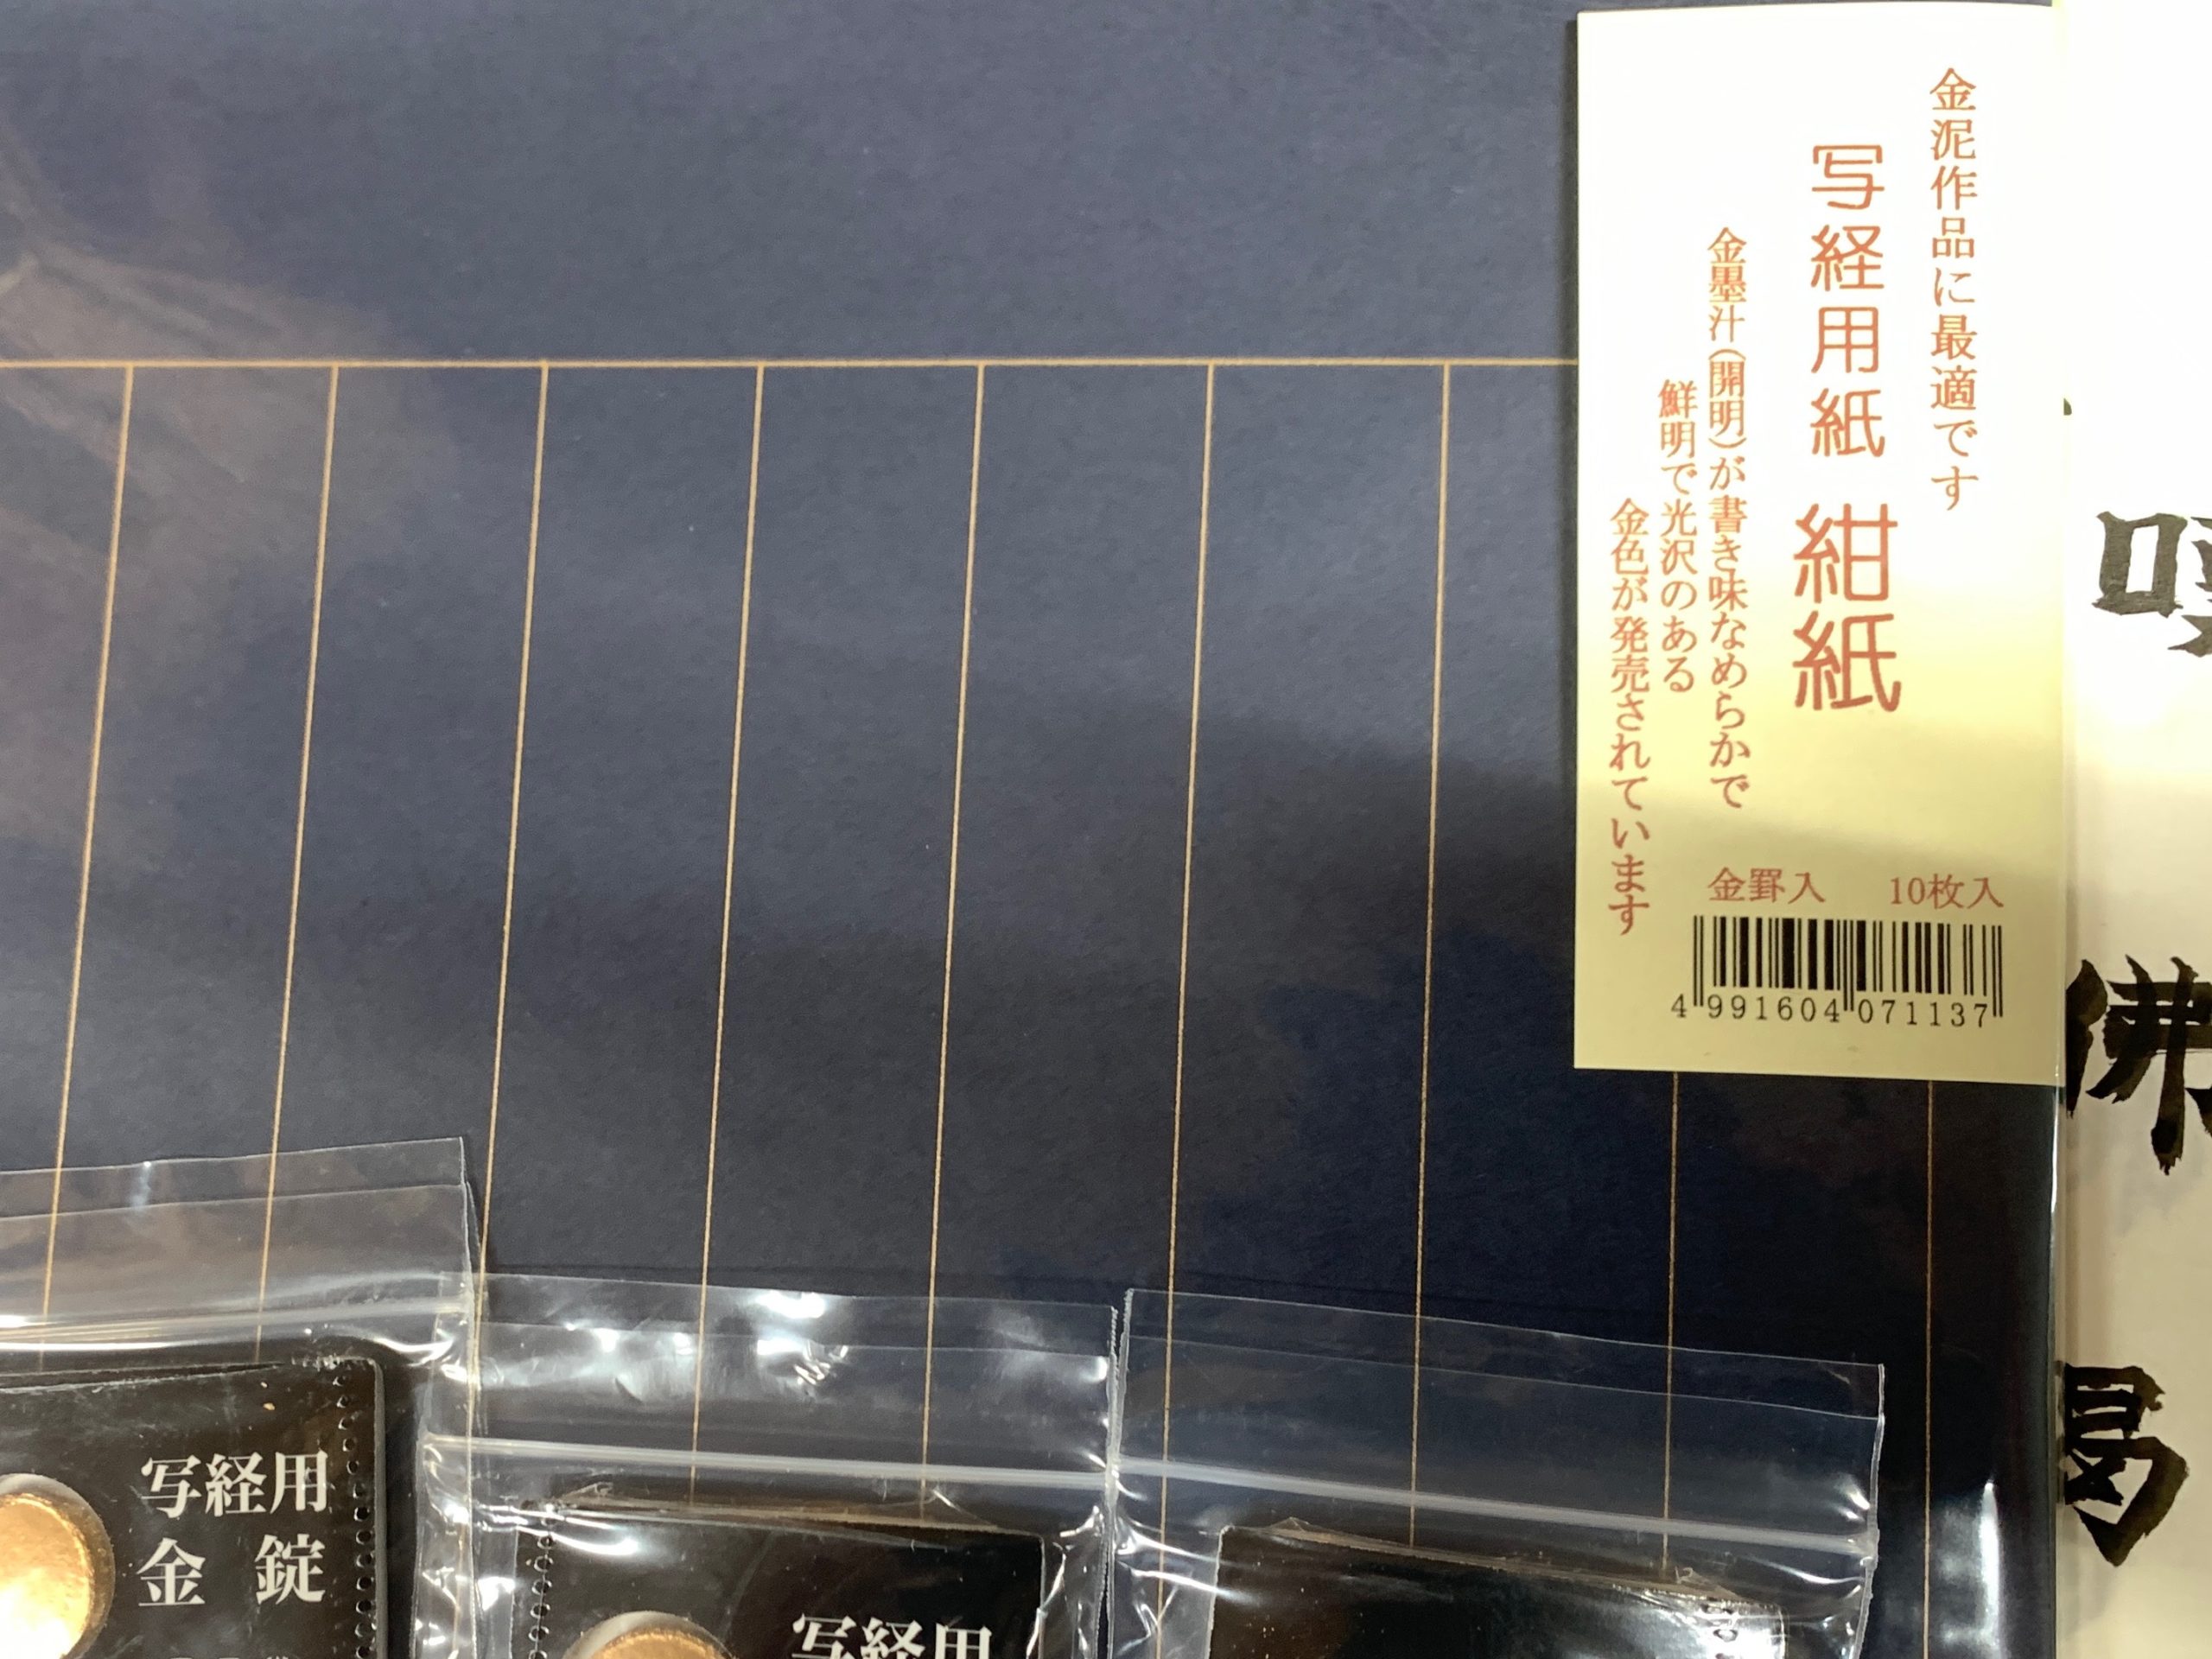 金泥作品に最適です
写経用紙 紺紙
金墨汁(開明)が書き味なめらかで
鮮明で光沢のある
金色が発売されています
金罫入 10枚入
4991604071137
佛
写経用
金錠
写経用